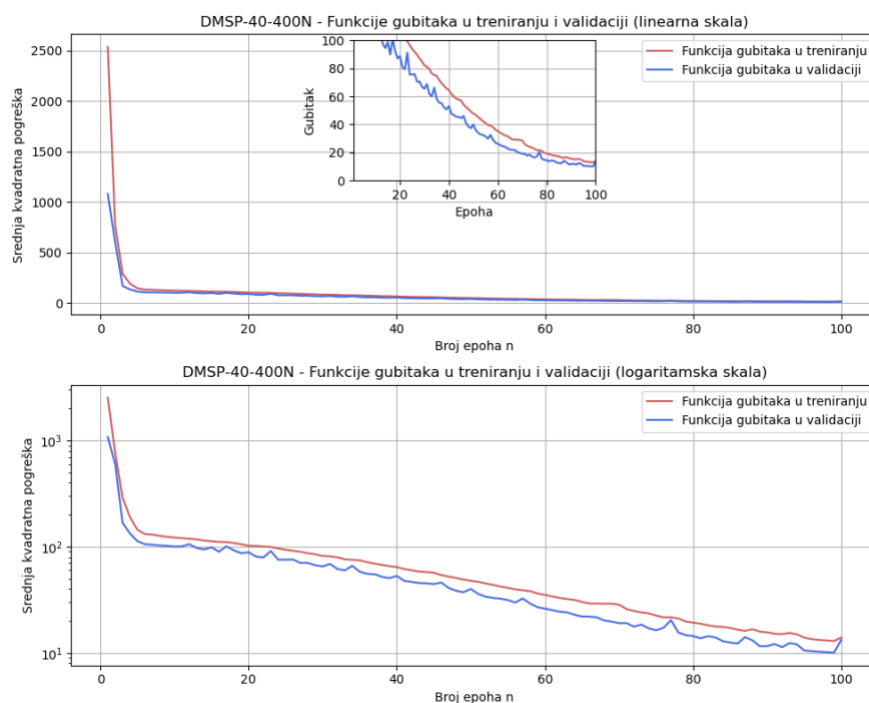 DMSP-40-400N - Funkcije gubitaka u treniranju i validaciji (linearna skala)
Srednja kvadratna pogreška
2500
2000
1500
1000
500
0
Gubitak
100
80
60
40
20
0
20 40 60 80 100
Epoha
Funkcija gubitaka u treniranju
Funkcija gubitaka u validaciji
0 20 40 60 80 100
Broj epoha n
DMSP-40-400N - Funkcije gubitaka u treniranju i validaciji (logaritamska skala)
Srednja kvadratna pogreška
10³
10²
10¹
Funkcija gubitaka u treniranju
Funkcija gubitaka u validaciji
0 20 40 60 80 100
Broj epoha n